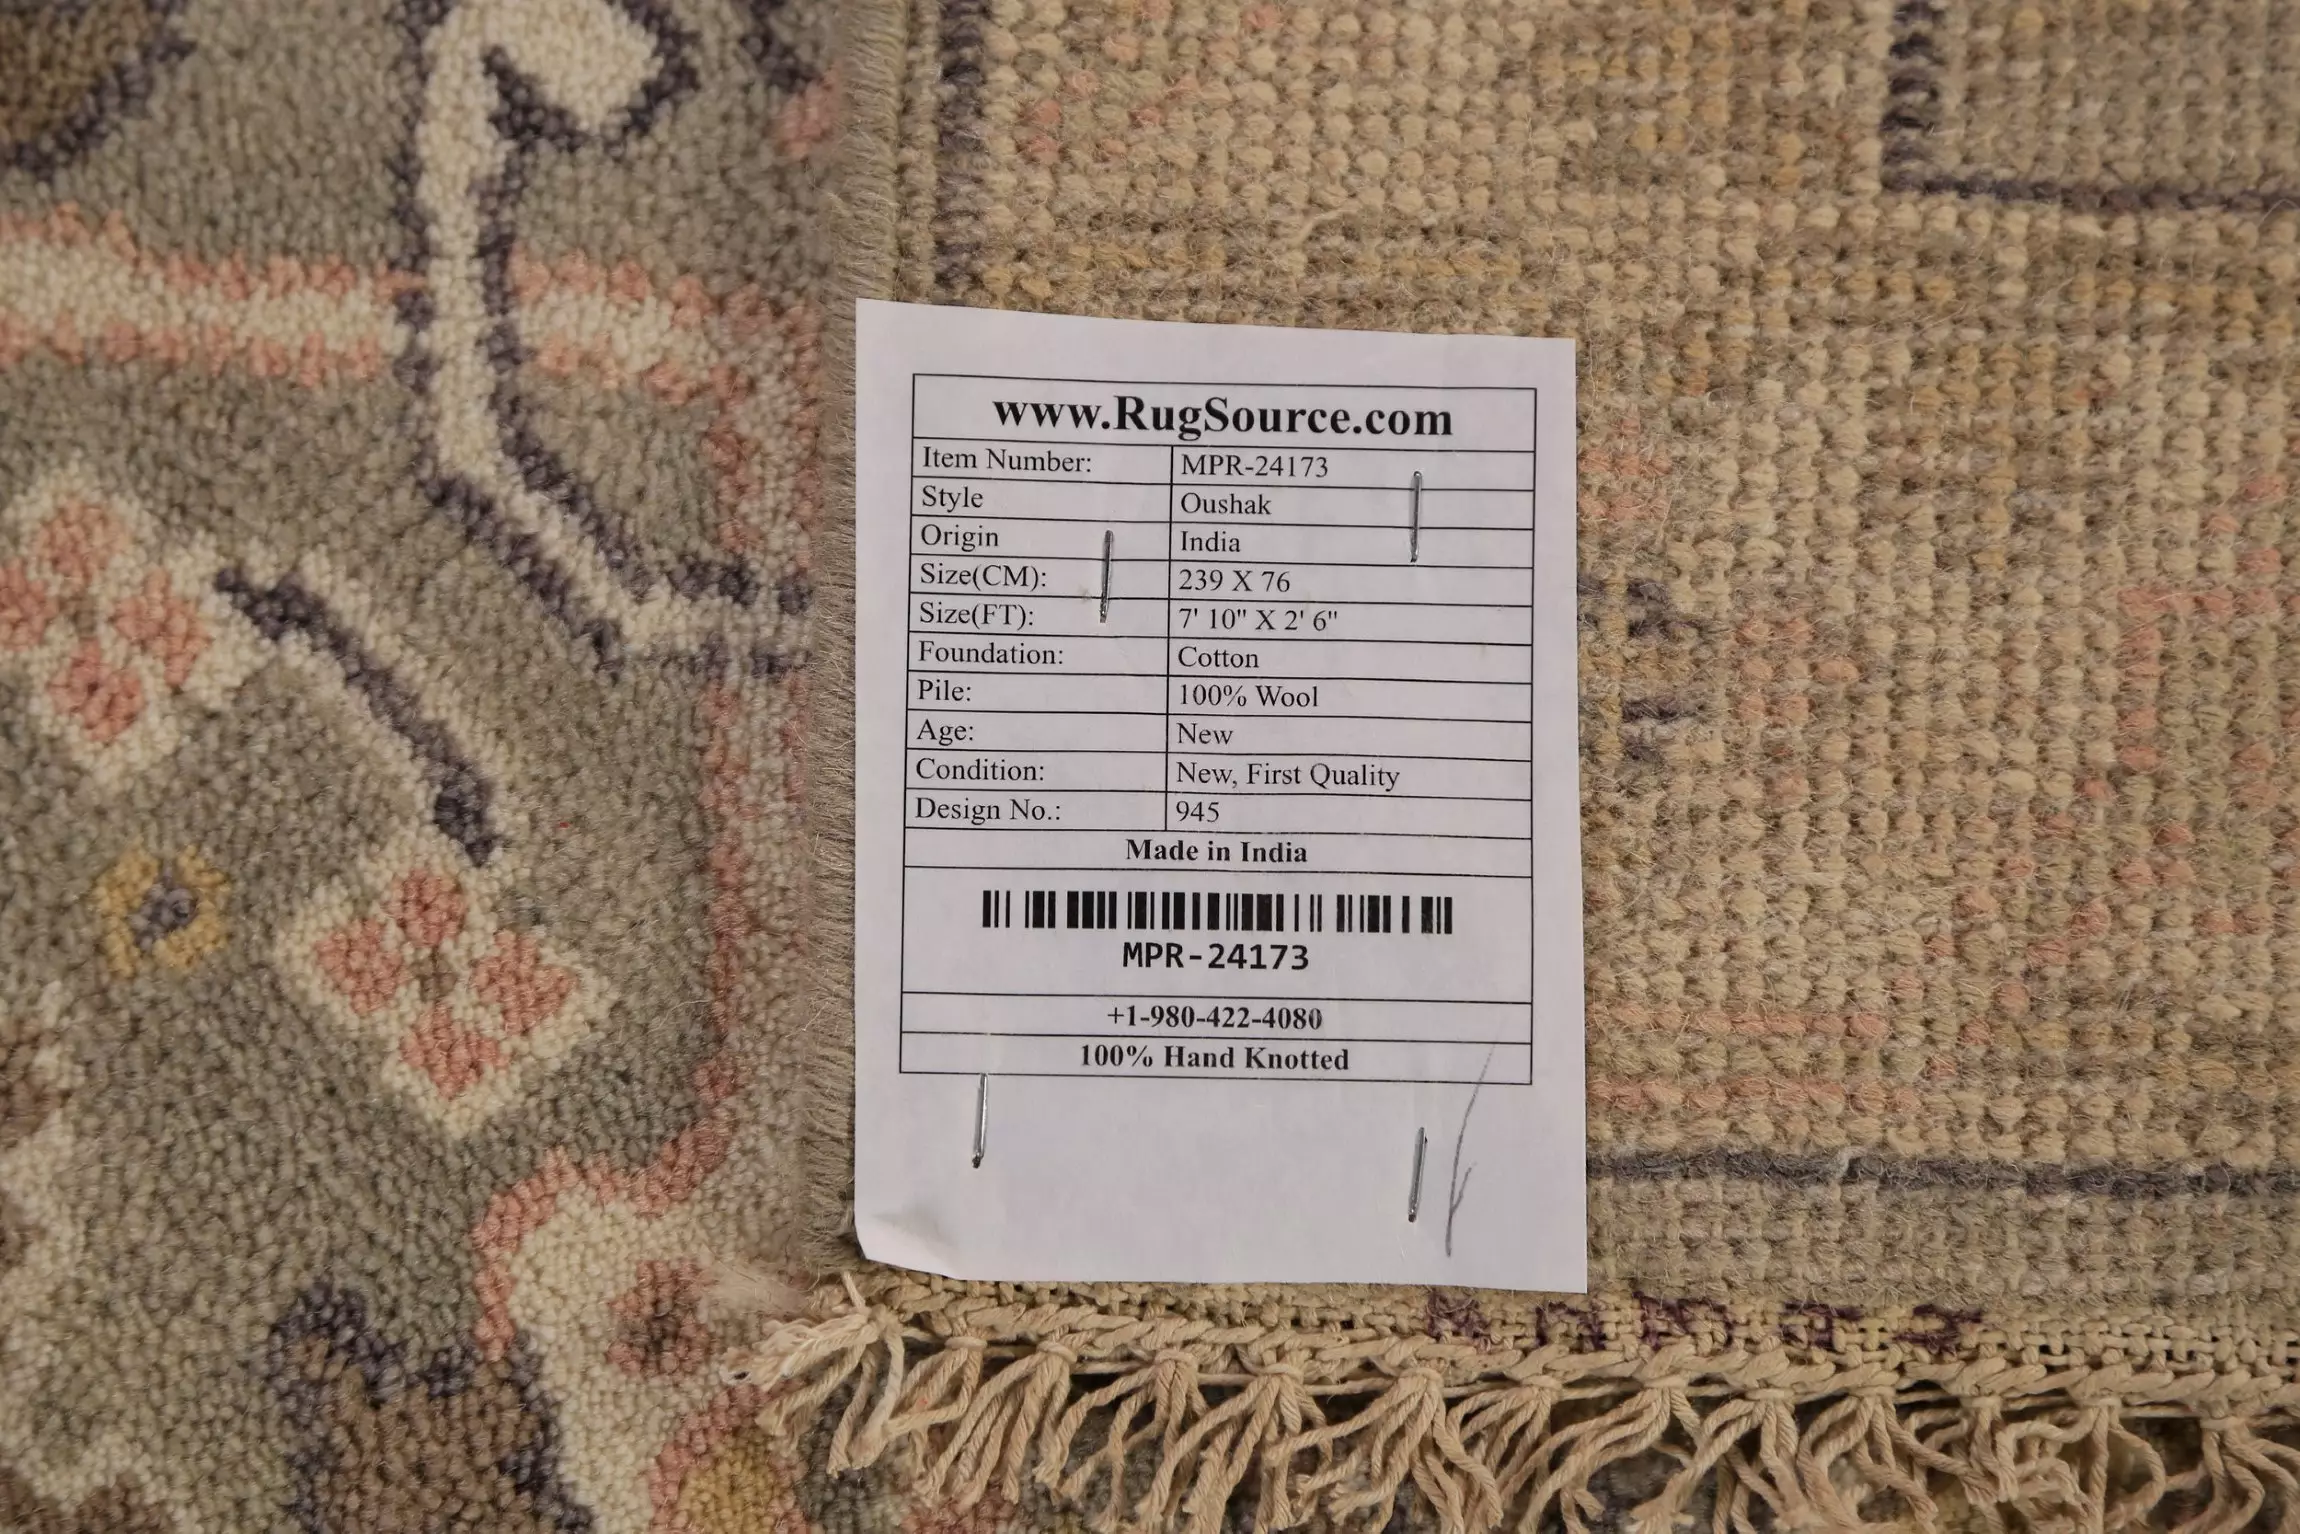 www.RugSource.com
Item Number: MPR-24173
Style Oushak
Origin India
Size(CM): 239 X 76
Size(FT): 7' 10" X 2' 6"
Foundation: Cotton
Pile: 100% Wool
Age: New
Condition: New, First Quality
Design No.: 945
Made in India
MPR-24173
+1-980-422-4080
100% Hand Knotted